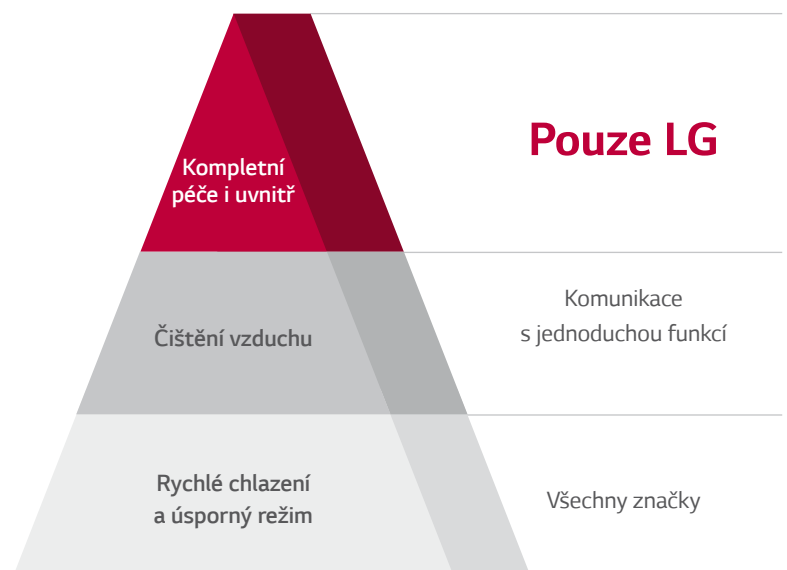 Kompletní
péče i uvnitř
Pouze LG
Čištění vzduchu
Komunikace
s jednoduchou funkcí
Rychlé chlazení
a úsporný režim
Všechny značky